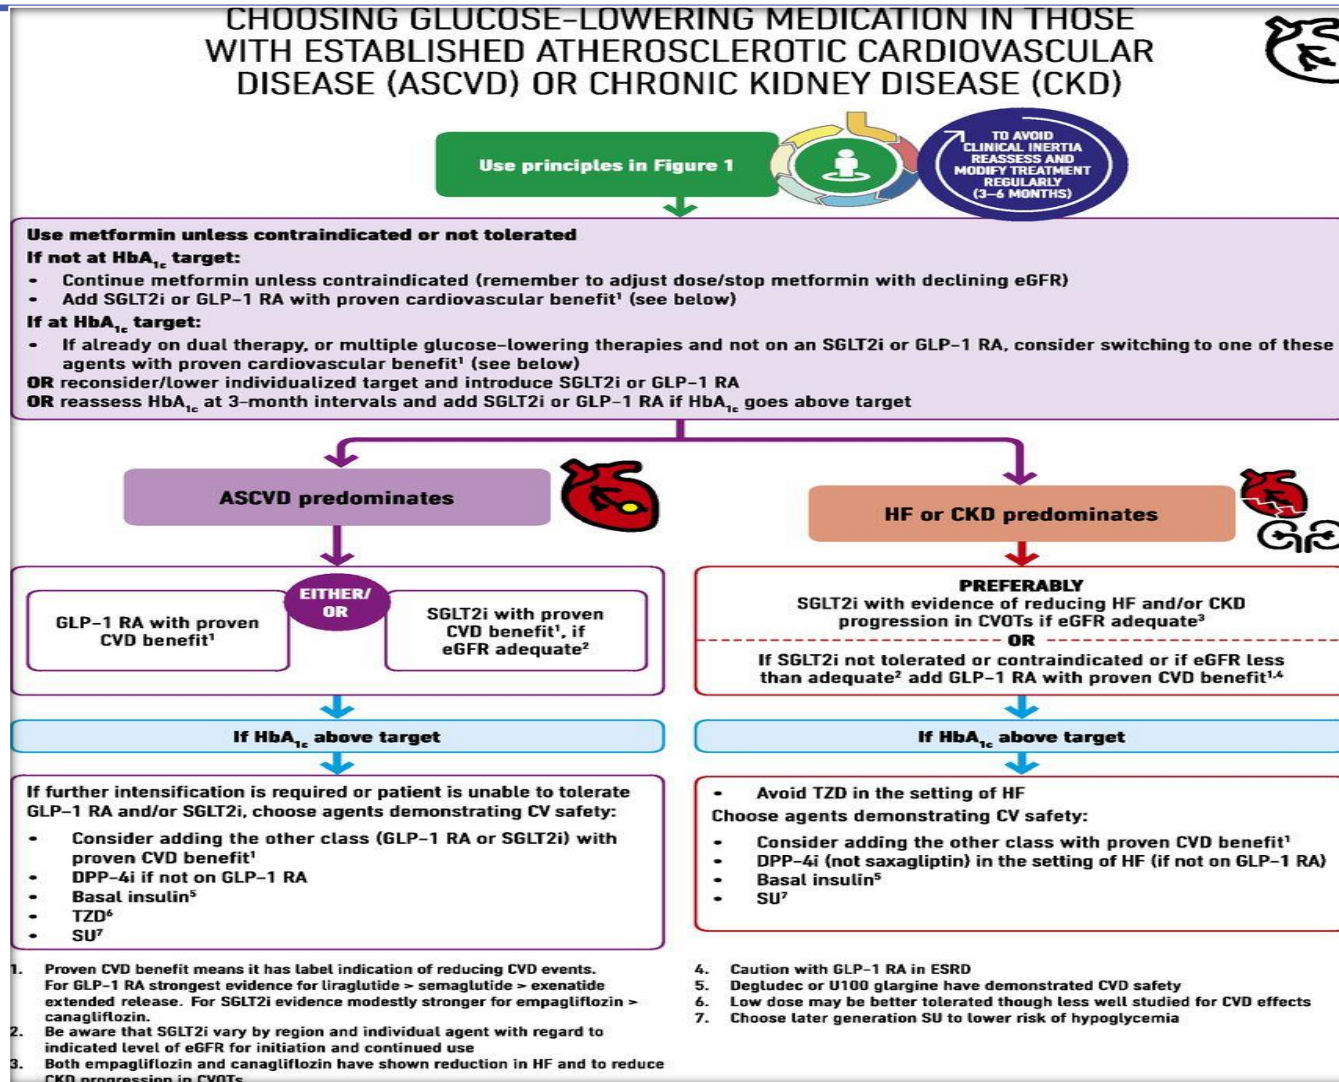 CHOOSING GLUCOSE-LOWERING MEDICATION IN THOSE
WITH ESTABLISHED ATHEROSCLEROTIC CARDIOVASCULAR
DISEASE (ASCVD) OR CHRONIC KIDNEY DISEASE (CKD)
Use principles in Figure 1
TO AVOID
CLINICAL INERTIA
REASSESS AND
MODIFY TREATMENT
REGULARLY
(3–6 MONTHS)
Use metformin unless contraindicated or not tolerated
If not at HbA1c target:
• Continue metformin unless contraindicated (remember to adjust dose/stop metformin with declining eGFR)
• Add SGLT2i or GLP-1 RA with proven cardiovascular benefit¹ (see below)
If at HbA1c target:
• If already on dual therapy, or multiple glucose-lowering therapies and not on an SGLT2i or GLP-1 RA, consider switching to one of these
agents with proven cardiovascular benefit¹ (see below)
OR reconsider/lower individualized target and introduce SGLT2i or GLP-1 RA
OR reassess HbA1c at 3-month intervals and add SGLT2i or GLP-1 RA if HbA1c goes above target
ASCVD predominates
EITHER/
OR
GLP-1 RA with proven
CVD benefit¹
SGLT2i with proven
CVD benefit¹, if
eGFR adequate²
If HbA1c above target
If further intensification is required or patient is unable to tolerate
GLP-1 RA and/or SGLT2i, choose agents demonstrating CV safety:
• Consider adding the other class (GLP-1 RA or SGLT2i) with
proven CVD benefit¹
• DPP-4i if not on GLP-1 RA
• Basal insulin⁵
• TZD⁶
• SU⁷
HF or CKD predominates
PREFERABLY
SGLT2i with evidence of reducing HF and/or CKD
progression in CVOTs if eGFR adequate³
OR
If SGLT2i not tolerated or contraindicated or if eGFR less
than adequate² add GLP-1 RA with proven CVD benefit¹,⁴
If HbA1c above target
• Avoid TZD in the setting of HF
Choose agents demonstrating CV safety:
• Consider adding the other class with proven CVD benefit¹
• DPP-4i (not saxagliptin) in the setting of HF (if not on GLP-1 RA)
• Basal insulin⁵
• SU⁷
1. Proven CVD benefit means it has label indication of reducing CVD events.
For GLP-1 RA strongest evidence for liraglutide > semaglutide > exenatide
extended release. For SGLT2i evidence modestly stronger for empagliflozin >
canagliflozin.
2. Be aware that SGLT2i vary by region and individual agent with regard to
indicated level of eGFR for initiation and continued use
3. Both empagliflozin and canagliflozin have shown reduction in HF and to reduce
CKD progression in CVOTs
4. Caution with GLP-1 RA in ESRD
5. Degludec or U100 glargine have demonstrated CVD safety
6. Low dose may be better tolerated though less well studied for CVD effects
7. Choose later generation SU to lower risk of hypoglycemia